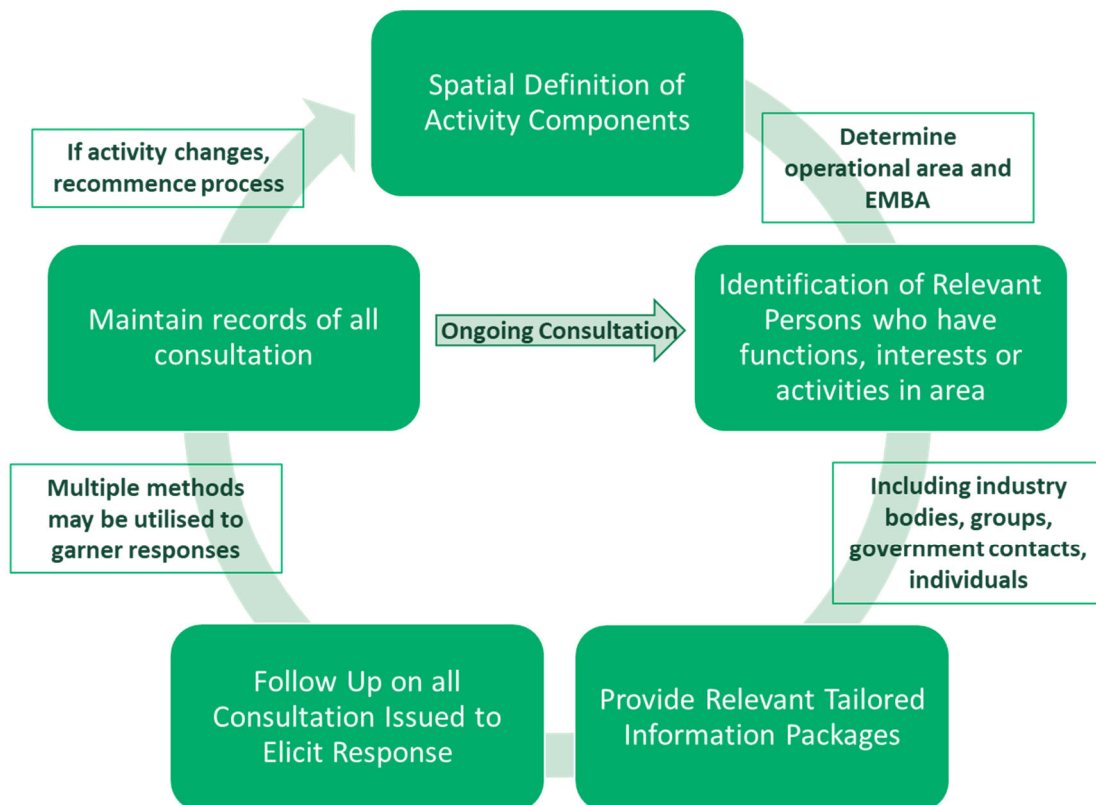 Spatial Definition of
Activity Components
If activity changes,
recommence process
Determine
operational area and
EMBA
Maintain records of all
consultation
Ongoing Consultation
Identification of Relevant
Persons who have
functions, interests or
activities in area
Multiple methods
may be utilised to
garner responses
Including industry
bodies, groups,
government contacts,
individuals
Follow Up on all
Consultation Issued to
Elicit Response
Provide Relevant Tailored
Information Packages